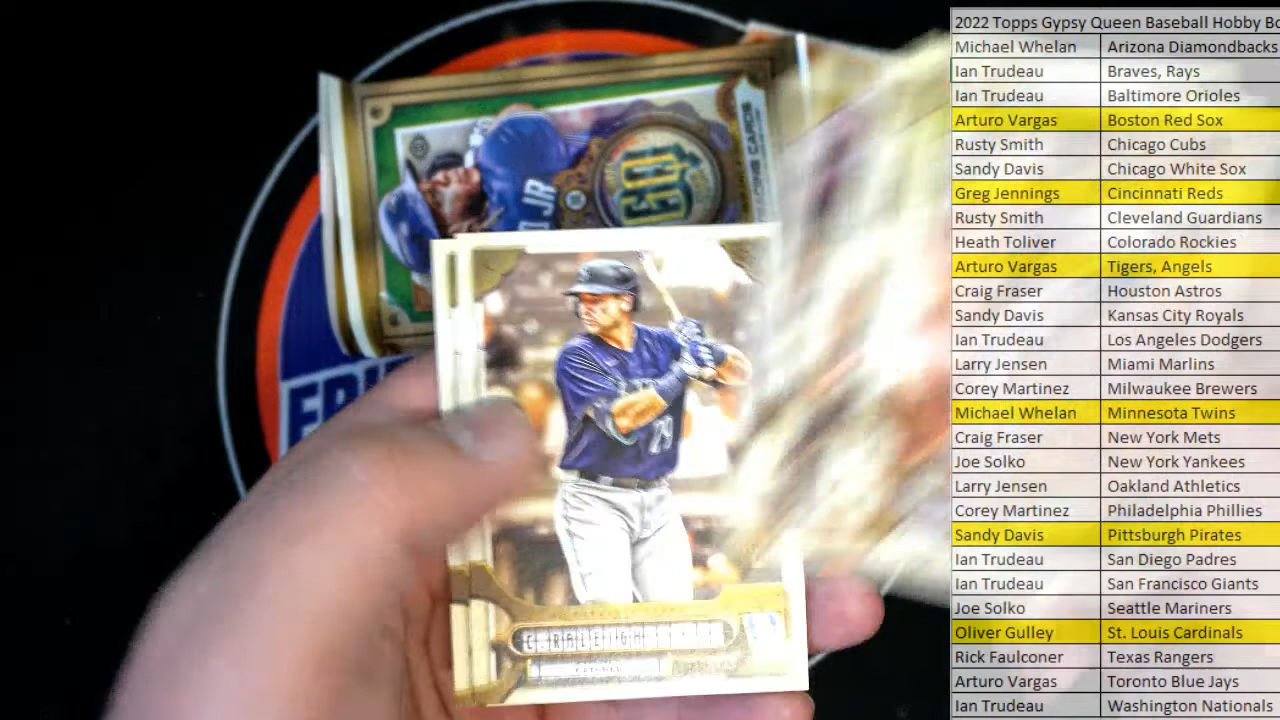 JR
GQ
29
C. RALEIGH
CATCHER
2022 Topps Gypsy Queen Baseball Hobby Bo
Michael Whelan Arizona Diamondbacks
Ian Trudeau Braves, Rays
Ian Trudeau Baltimore Orioles
Arturo Vargas Boston Red Sox
Rusty Smith Chicago Cubs
Sandy Davis Chicago White Sox
Greg Jennings Cincinnati Reds
Rusty Smith Cleveland Guardians
Heath Toliver Colorado Rockies
Arturo Vargas Tigers, Angels
Craig Fraser Houston Astros
Sandy Davis Kansas City Royals
Ian Trudeau Los Angeles Dodgers
Larry Jensen Miami Marlins
Corey Martinez Milwaukee Brewers
Michael Whelan Minnesota Twins
Craig Fraser New York Mets
Joe Solko New York Yankees
Larry Jensen Oakland Athletics
Corey Martinez Philadelphia Phillies
Sandy Davis Pittsburgh Pirates
Ian Trudeau San Diego Padres
Ian Trudeau San Francisco Giants
Joe Solko Seattle Mariners
Oliver Gulley St. Louis Cardinals
Rick Faulconer Texas Rangers
Arturo Vargas Toronto Blue Jays
Ian Trudeau Washington Nationals